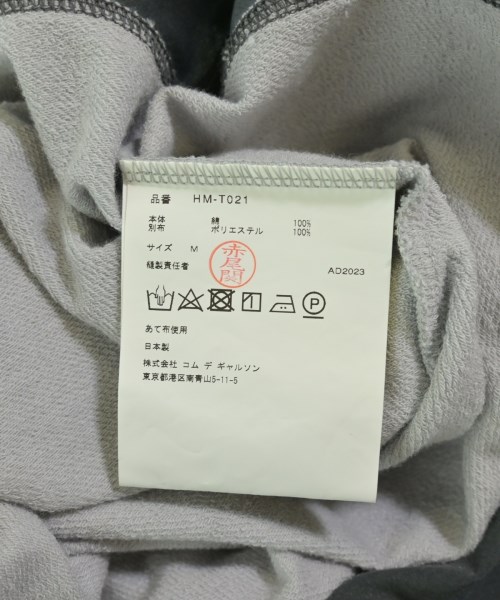 品番 HM-T021
本体 綿 100%
別布 ポリエステル 100%
サイズ M
縫製責任者 赤尾関 AD2023
P
あて布使用
日本製
株式会社 コム デ ギャルソン
東京都港区南青山5-11-5